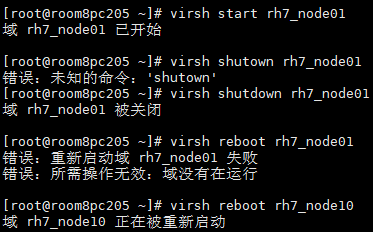 [root@room8pc205 ~]# virsh start rh7_node01
域 rh7_node01 已开始
[root@room8pc205 ~]# virsh shutown rh7_node01
错误：未知的命令：'shutown'
[root@room8pc205 ~]# virsh shutdown rh7_node01
域 rh7_node01 被关闭
[root@room8pc205 ~]# virsh reboot rh7_node01
错误：重新启动域 rh7_node01 失败
错误：所需操作无效：域没有在运行
[root@room8pc205 ~]# virsh reboot rh7_node10
域 rh7_node10 正在被重新启动